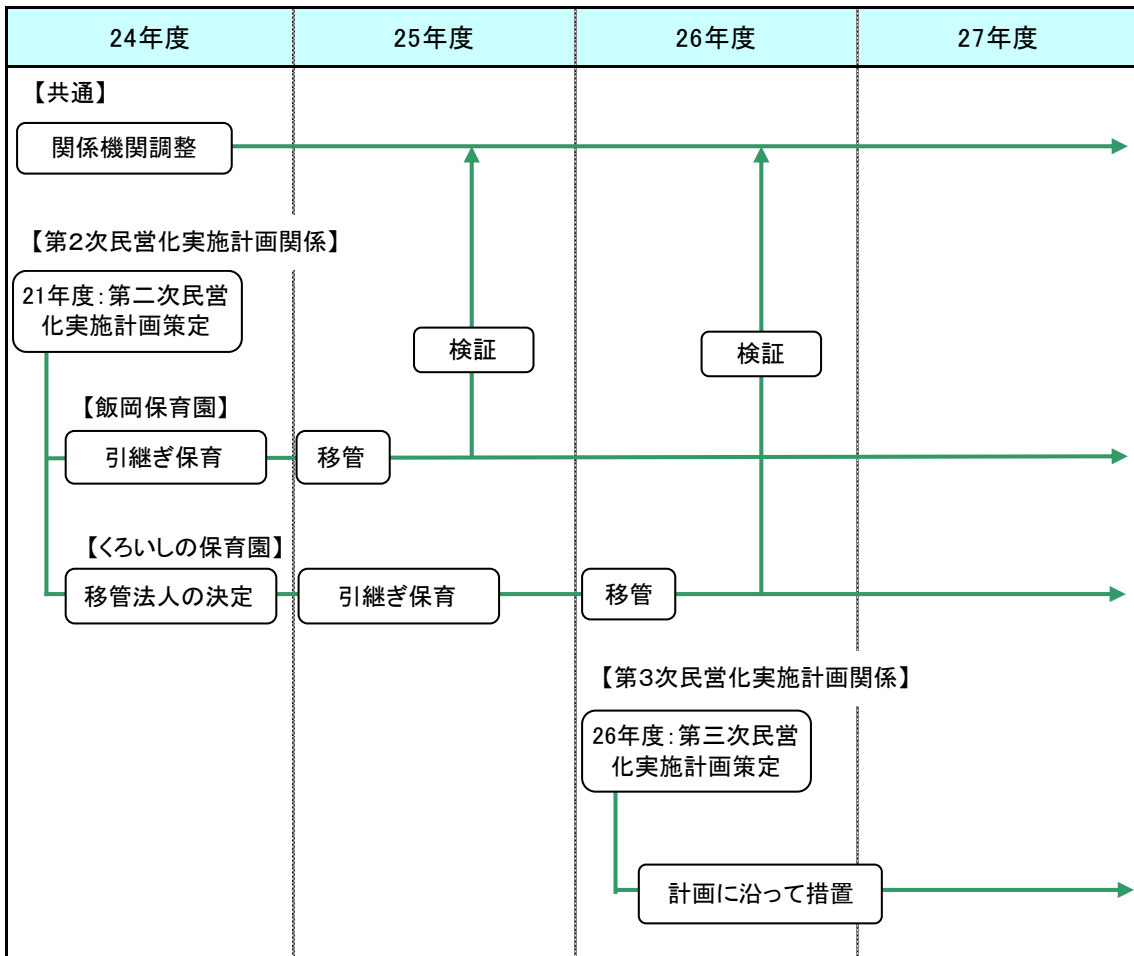 24年度
25年度
26年度
27年度
【共通】
関係機関調整
【第2次民営化実施計画関係】
21年度:第二次民営
化実施計画策定
検証
検証
【飯岡保育園】
引継ぎ保育
移管
【くろいしの保育園】
移管法人の決定
引継ぎ保育
移管
【第3次民営化実施計画関係】
26年度:第三次民営
化実施計画策定
計画に沿って措置